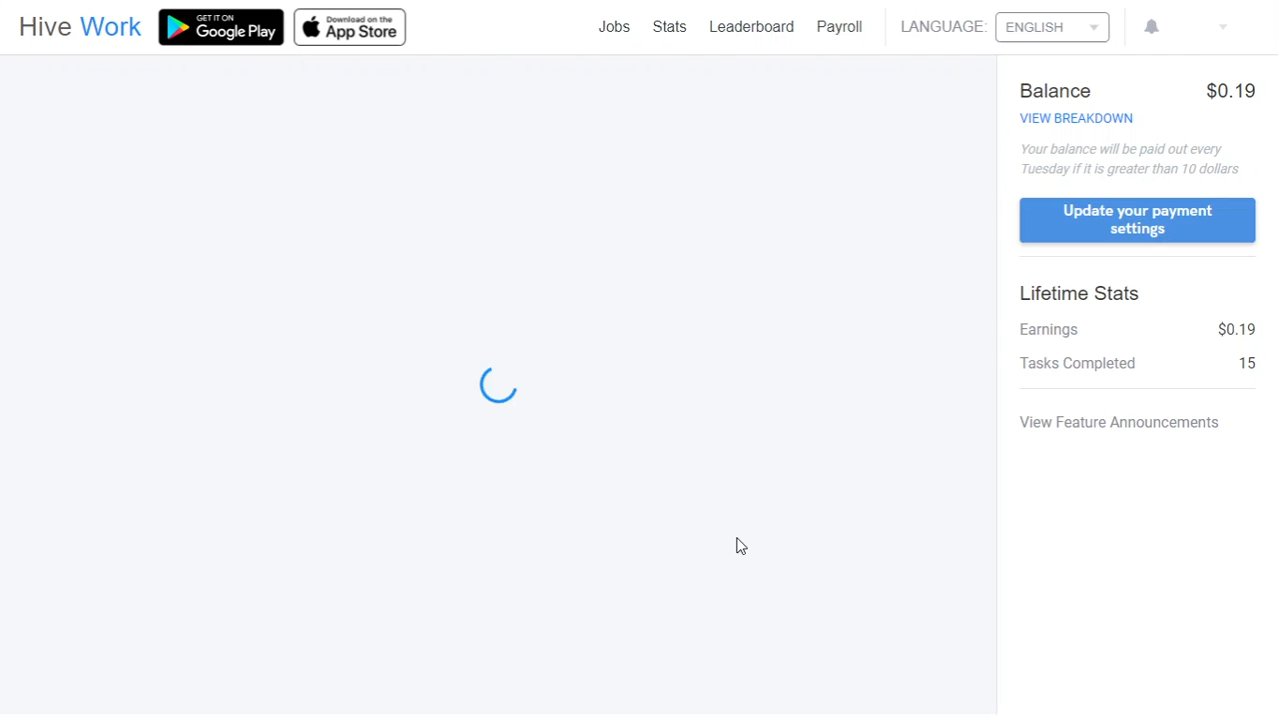 Hive Work
GET IT ON
Google Play
Download on the
App Store
Jobs
Stats
Leaderboard
Payroll
LANGUAGE:
ENGLISH
Balance
$0.19
VIEW BREAKDOWN
Your balance will be paid out every
Tuesday if it is greater than 10 dollars
Update your payment
settings
Lifetime Stats
Earnings
$0.19
Tasks Completed
15
View Feature Announcements